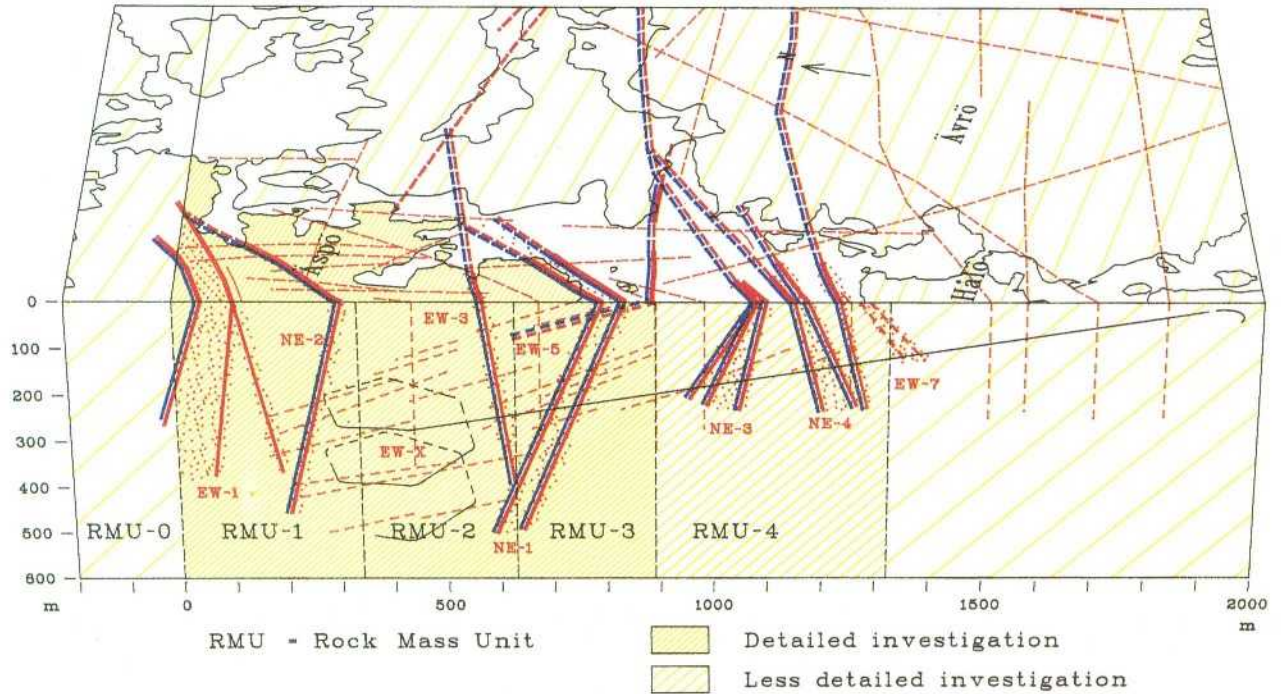 N
Ävrö
Äspö
Hålö
0
100
200
300
400
500
600
m
EW-3
NE-2
EW-5
EW-7
NE-3
NE-4
EW-X
EW-1
NE-1
RMU-0
RMU-1
RMU-2
RMU-3
RMU-4
0
500
1000
1500
2000
m
RMU - Rock Mass Unit
Detailed investigation
Less detailed investigation